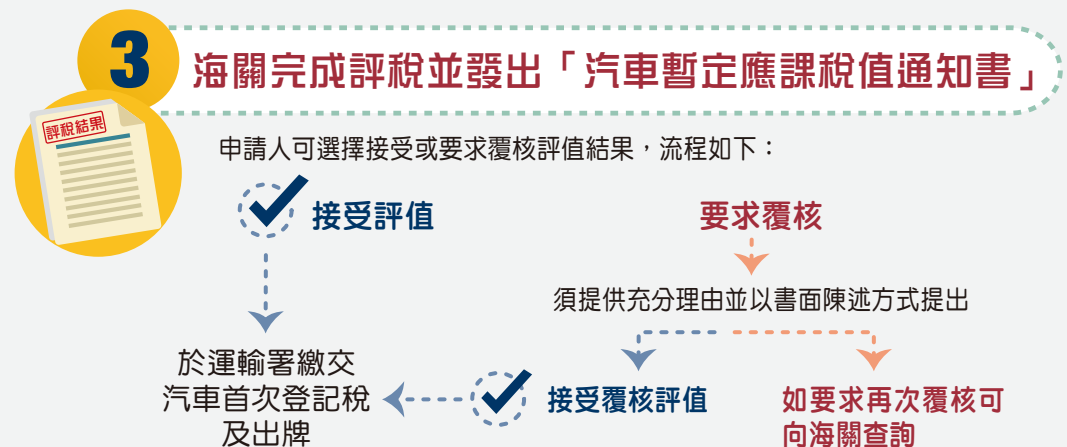 3
海關完成評稅並發出「汽車暫定應課稅值通知書」
評稅結果
申請人可選擇接受或要求覆核評值結果,流程如下:
接受評值
要求覆核
須提供充分理由並以書面陳述方式提出
於運輸署繳交
汽車首次登記稅
及出牌
接受覆核評值
如要求再次覆核可
向海關查詢